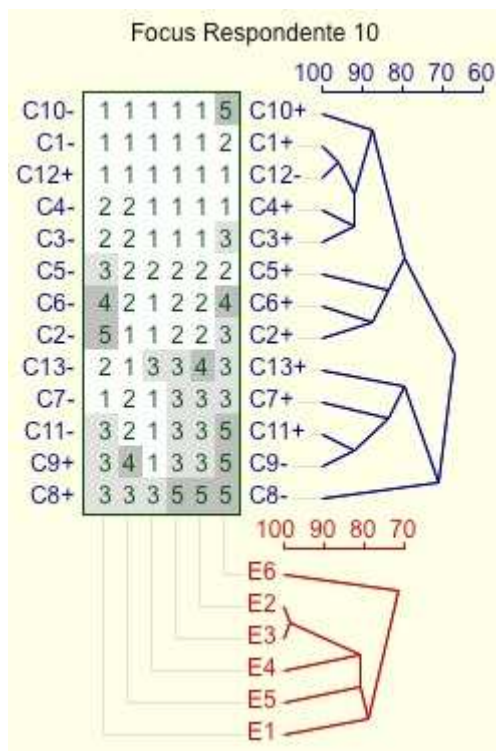 Focus Respondente 10
100 90 80 70 60
C10- 1 1 1 1 1 5 C10+
C1- 1 1 1 1 1 2 C1+
C12+ 1 1 1 1 1 1 C12-
C4- 2 2 1 1 1 1 C4+
C3- 2 2 1 1 1 3 C3+
C5- 3 2 2 2 2 2 C5+
C6- 4 2 1 2 2 4 C6+
C2- 5 1 1 2 2 3 C2+
C13- 2 1 3 3 4 3 C13+
C7- 1 2 1 3 3 3 C7+
C11- 3 2 1 3 3 5 C11+
C9+ 3 4 1 3 3 5 C9-
C8+ 3 3 3 5 5 5 C8-
100 90 80 70
E6
E2
E3
E4
E5
E1